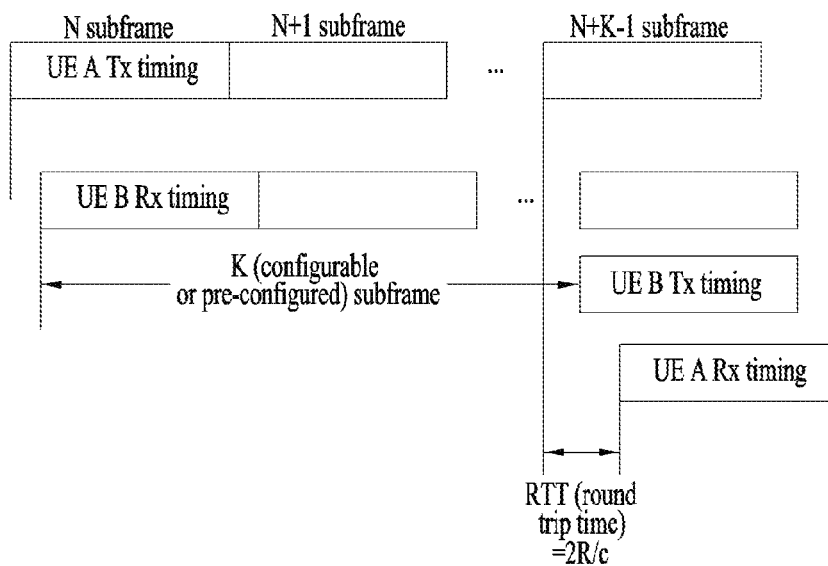 N subframe
N+1 subframe
N+K-1 subframe
UE A Tx timing
...
UE B Rx timing
...
K (configurable
or pre-configured) subframe
UE B Tx timing
UE A Rx timing
RTT (round
trip time)
=2R/c